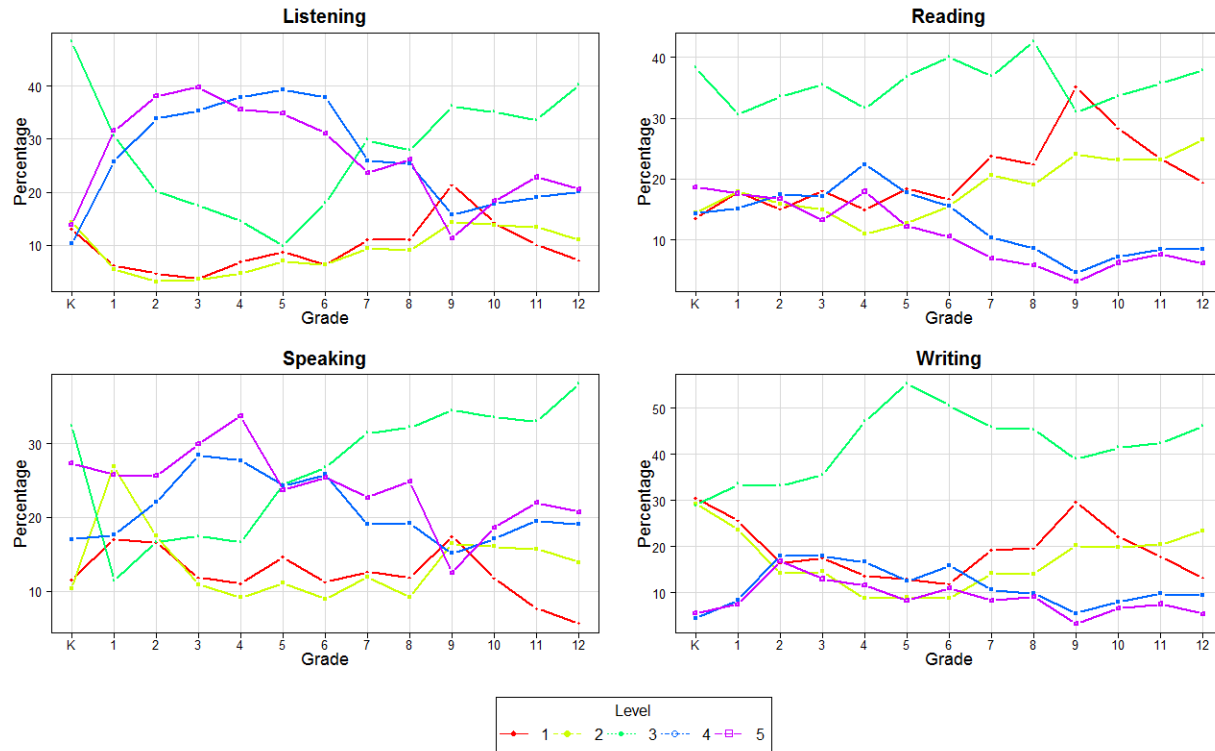 Listening
Percentage
40
30
20
10
K 1 2 3 4 5 6 7 8 9 10 11 12
Grade
Reading
Percentage
40
30
20
10
K 1 2 3 4 5 6 7 8 9 10 11 12
Grade
Speaking
Percentage
30
20
10
K 1 2 3 4 5 6 7 8 9 10 11 12
Grade
Writing
Percentage
50
40
30
20
10
K 1 2 3 4 5 6 7 8 9 10 11 12
Grade
Level
1 2 3 4 5